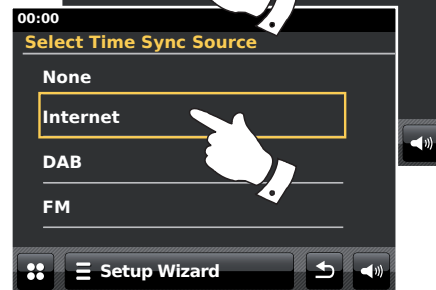 00:00
Select Time Sync Source
None
Internet
DAB
FM
Setup Wizard